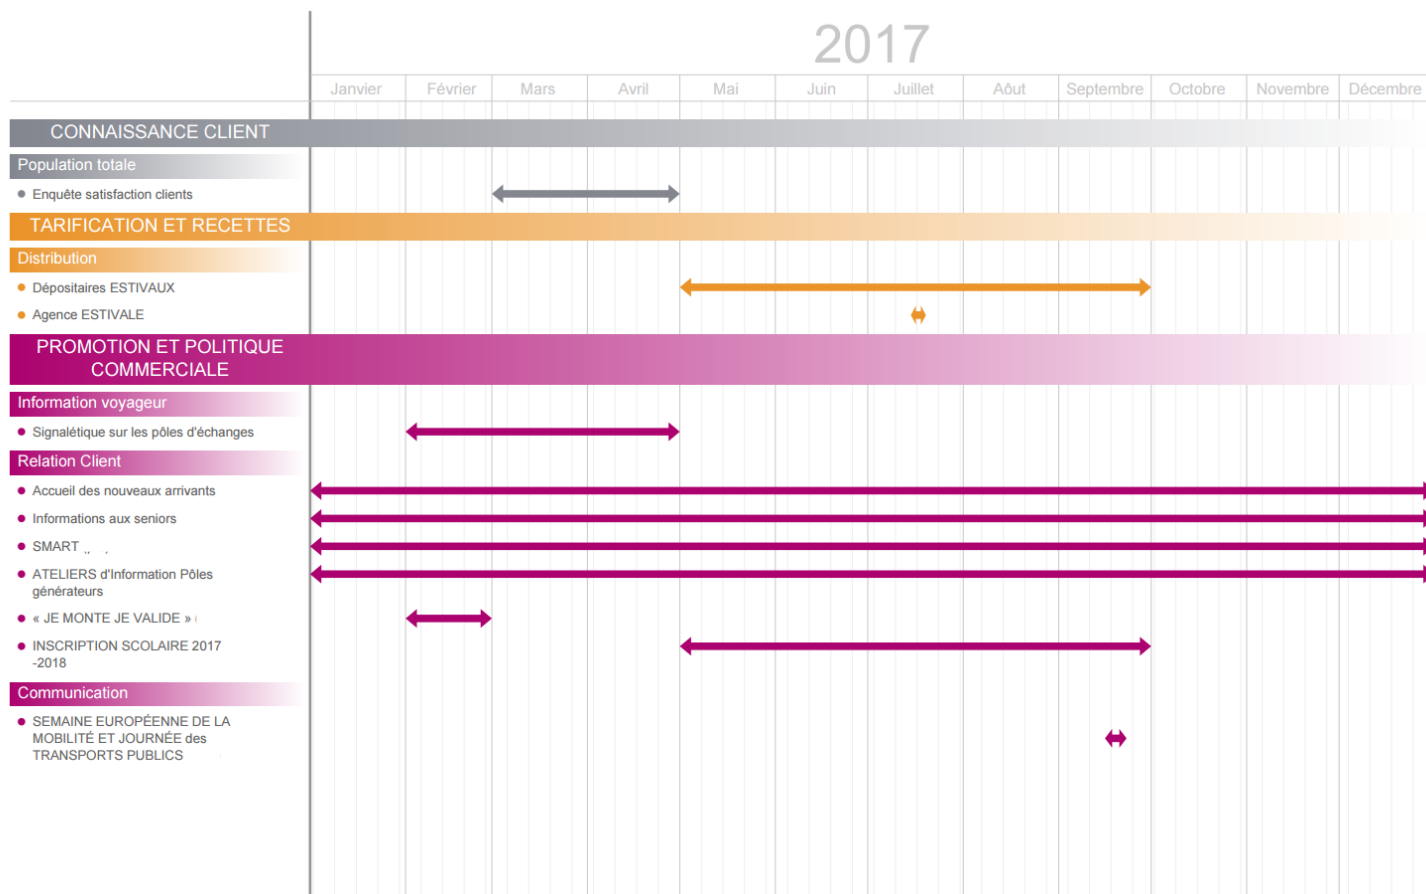 2017
Janvier Février Mars Avril Mai Juin Juillet Aôut Septembre Octobre Novembre Décembre
CONNAISSANCE CLIENT
Population totale
Enquête satisfaction clients
TARIFICATION ET RECETTES
Distribution
Dépositaires ESTIVAUX
Agence ESTIVALE
PROMOTION ET POLITIQUE
COMMERCIALE
Information voyageur
Signalétique sur les pôles d'échanges
Relation Client
Accueil des nouveaux arrivants
Informations aux seniors
SMART
ATELIERS d'Information Pôles
générateurs
« JE MONTE JE VALIDE »
INSCRIPTION SCOLAIRE 2017
-2018
Communication
SEMAINE EUROPÉENNE DE LA
MOBILITÉ ET JOURNÉE des
TRANSPORTS PUBLICS